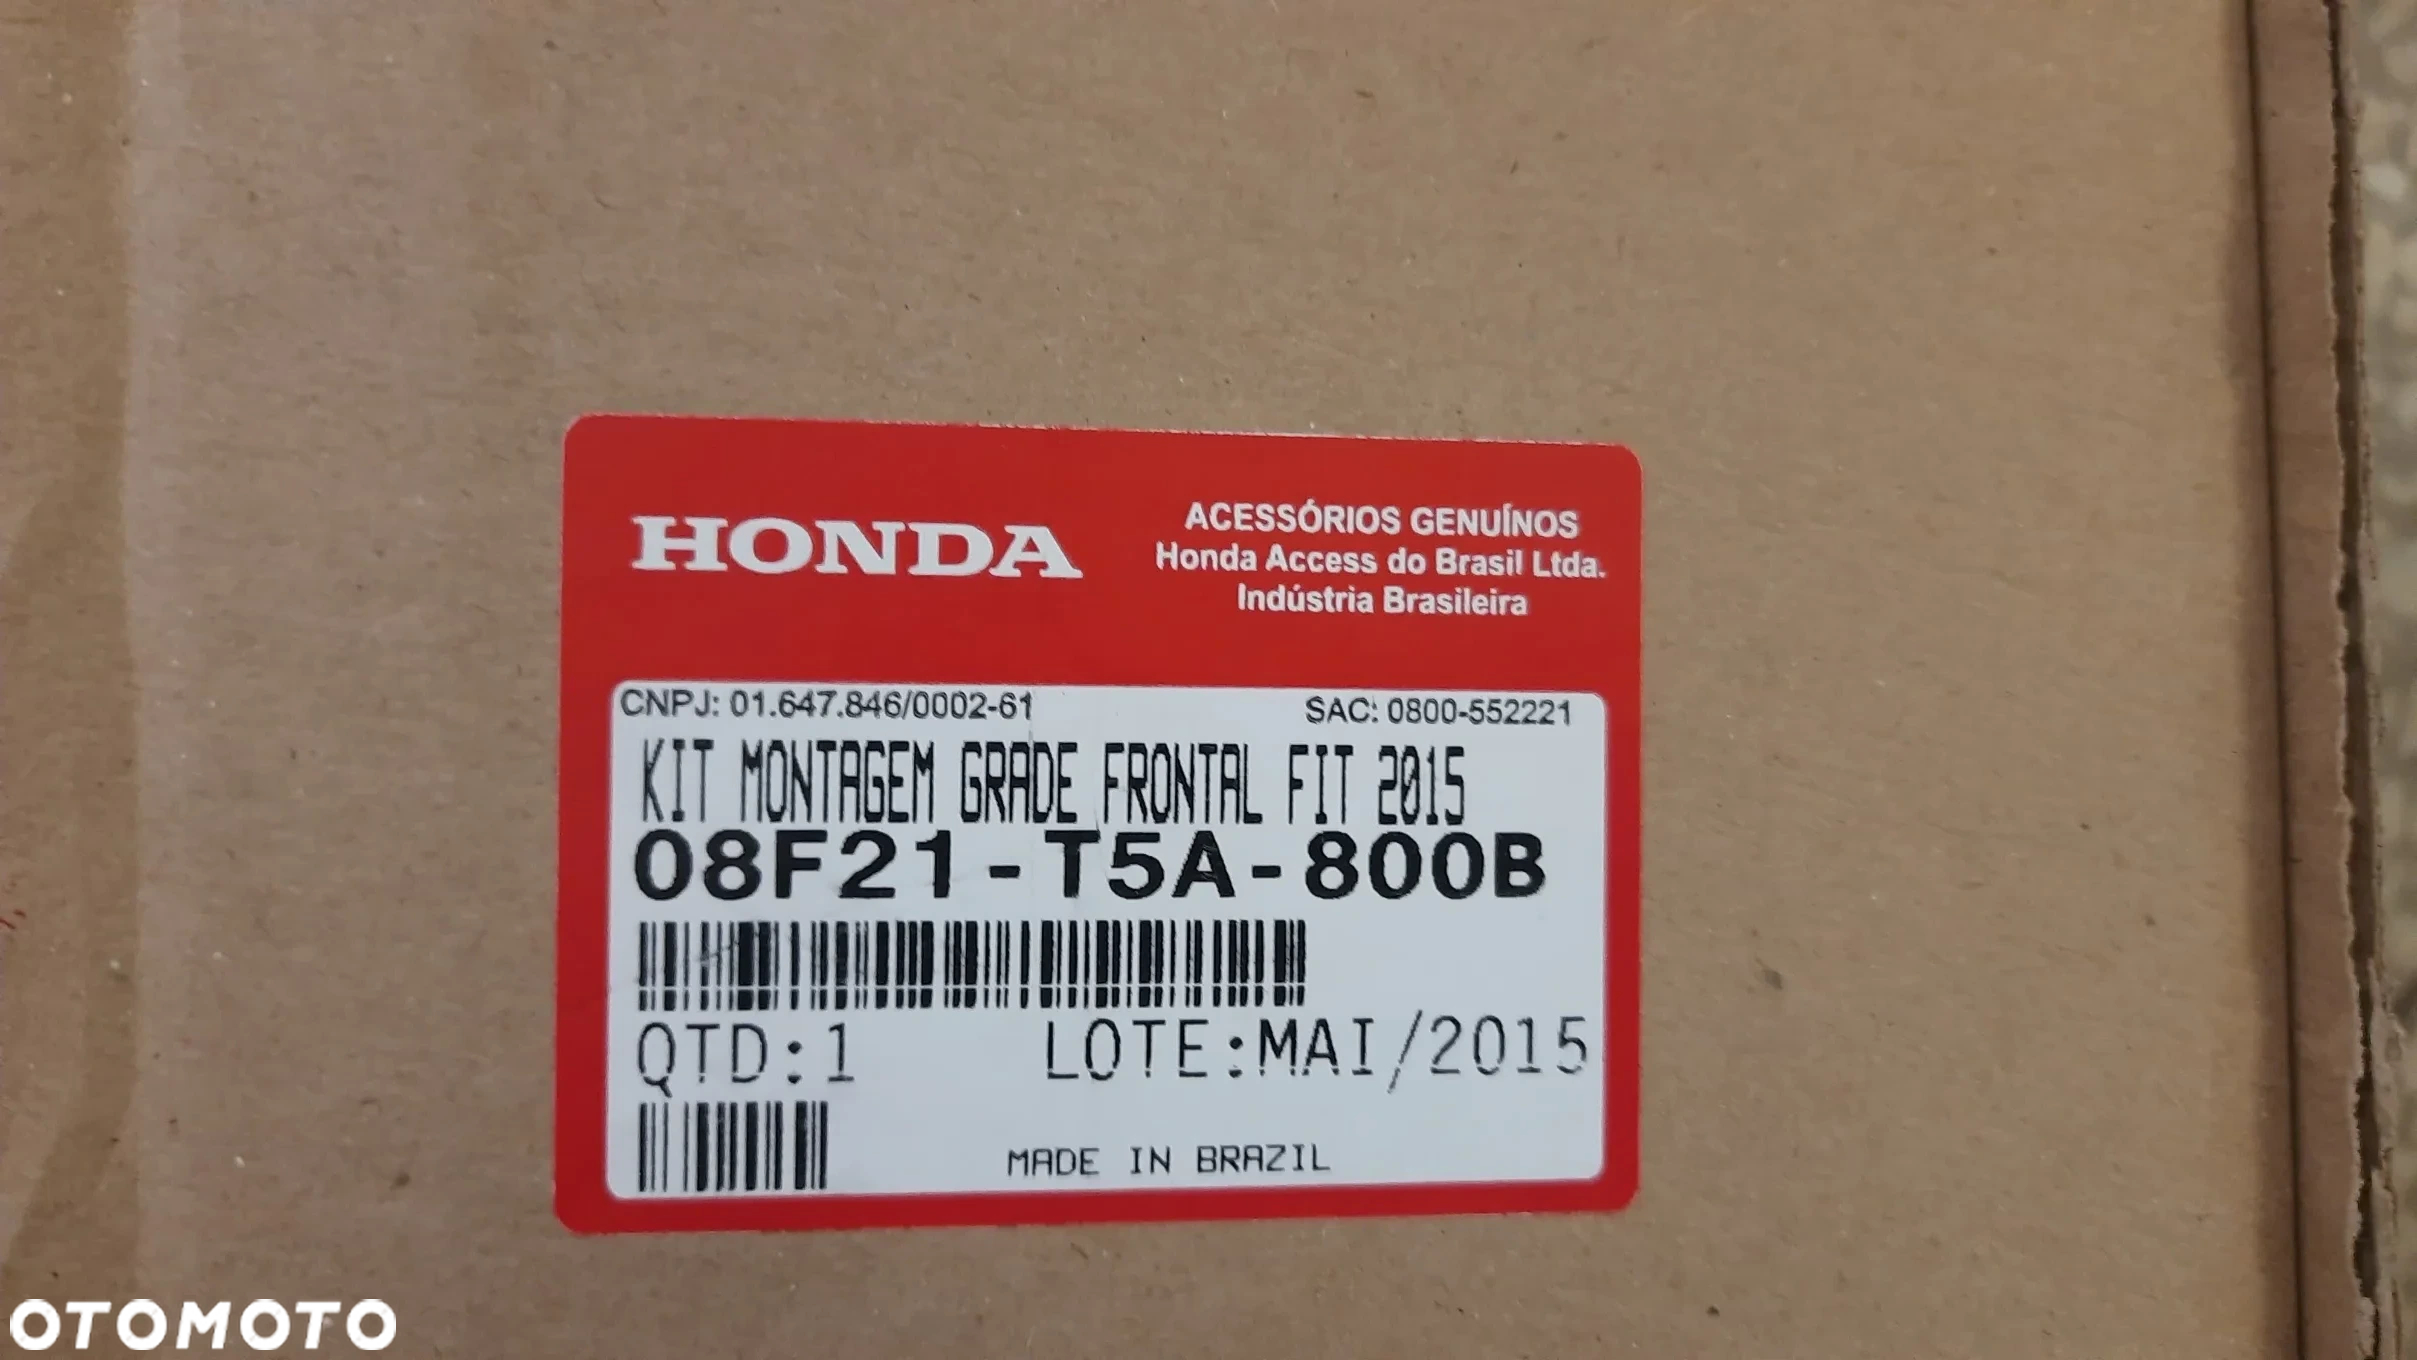 HONDA
ACESSÓRIOS GENUÍNOS
Honda Access do Brasil Ltda.
Indústria Brasileira
CNPJ: 01.647.846/0002-61
SAC: 0800-552221
KIT MONTAGEM GRADE FRONTAL FIT 2015
08F21-T5A-800B
QTD:1
LOTE:MAI/2015
MADE IN BRAZIL
OTOMOTO